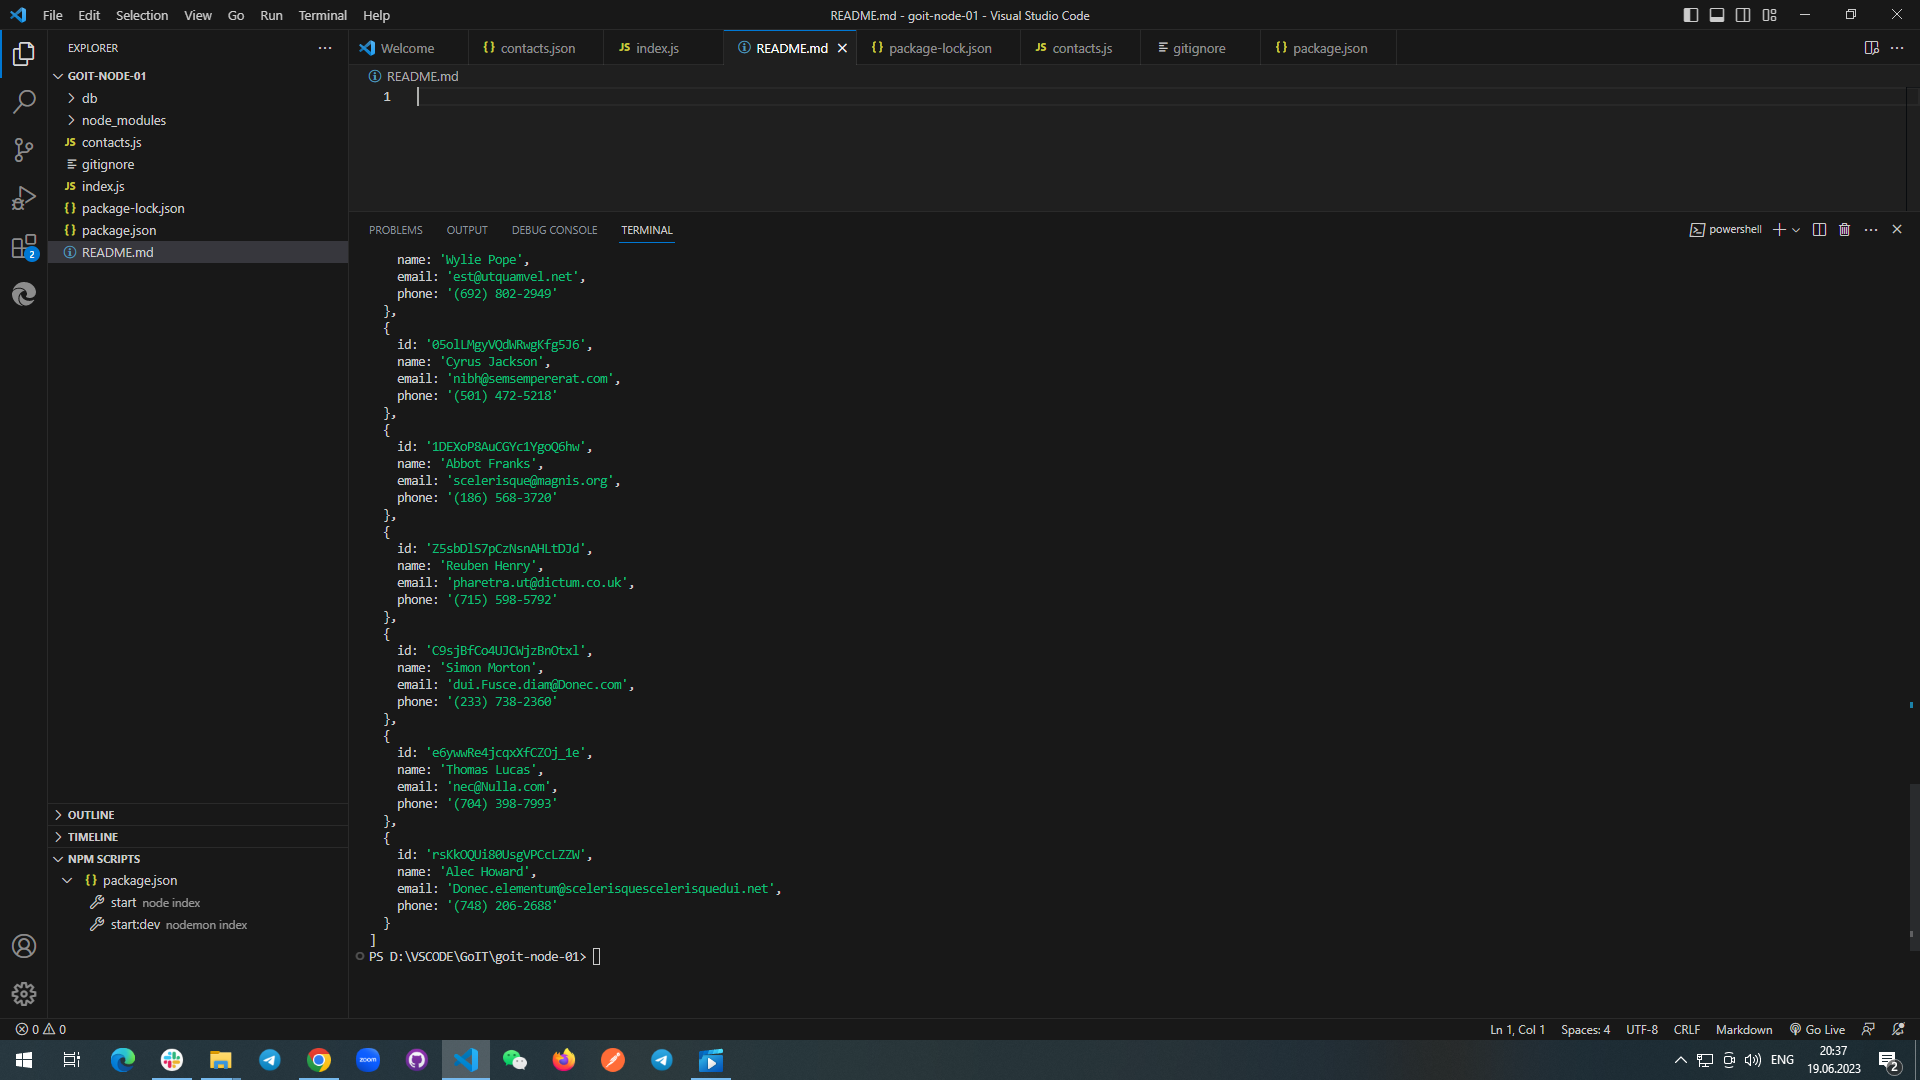 File Edit Selection View Go Run Terminal Help
README.md - goit-node-01 - Visual Studio Code
EXPLORER
GOIT-NODE-01
db
node_modules
contacts.js
gitignore
index.js
package-lock.json
package.json
README.md
OUTLINE
TIMELINE
NPM SCRIPTS
package.json
start node index
start:dev nodemon index
Welcome contacts.json index.js README.md package-lock.json contacts.js gitignore package.json
README.md
1
PROBLEMS OUTPUT DEBUG CONSOLE TERMINAL
powershell
name: 'Wylie Pope',
email: 'est@utquamvel.net',
phone: '(692) 802-2949'
},
{
id: '05olLMgyVQdWRwgKfg5J6',
name: 'Cyrus Jackson',
email: 'nibh@semsempererat.com',
phone: '(501) 472-5218'
},
{
id: '1DEXoP8AuCGYc1YgoQ6hw',
name: 'Abbot Franks',
email: 'scelerisque@magnis.org',
phone: '(186) 568-3720'
},
{
id: 'Z5sbDlS7pCzNsnAHLtDJd',
name: 'Reuben Henry',
email: 'pharetra.ut@dictum.co.uk',
phone: '(715) 598-5792'
},
{
id: 'C9sjBfCo4UJCWjzBnOtxl',
name: 'Simon Morton',
email: 'dui.Fusce.diam@Donec.com',
phone: '(233) 738-2360'
},
{
id: 'e6ywwRe4jcqxXfCZOj_1e',
name: 'Thomas Lucas',
email: 'nec@Nulla.com',
phone: '(704) 398-7993'
},
{
id: 'rsKkOQUi80UsgVPCcLZZW',
name: 'Alec Howard',
email: 'Donec.elementum@scelerisquescelerisquedui.net',
phone: '(748) 206-2688'
}
]
PS D:\VSCODE\GoIT\goit-node-01>
0 0
Ln 1, Col 1 Spaces: 4 UTF-8 CRLF Markdown Go Live
zoom
ENG
20:37
19.06.2023
2